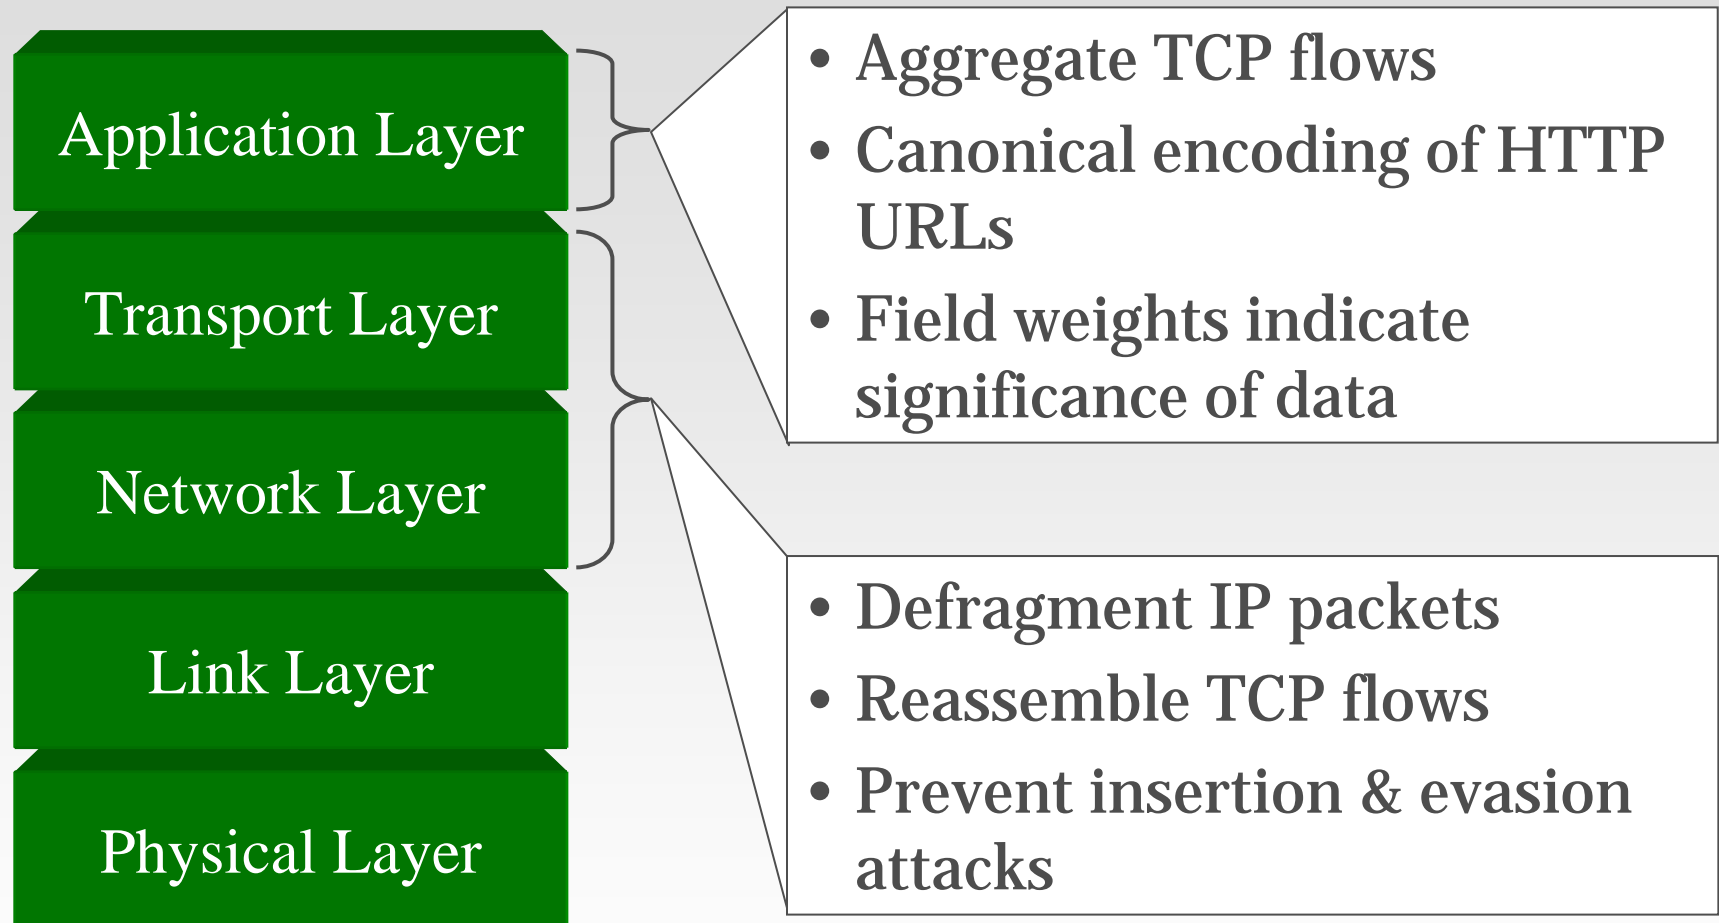 Application Layer
Transport Layer
Network Layer
Link Layer
Physical Layer
• Aggregate TCP flows
• Canonical encoding of HTTP
URLs
• Field weights indicate
significance of data
• Defragment IP packets
• Reassemble TCP flows
• Prevent insertion & evasion
attacks